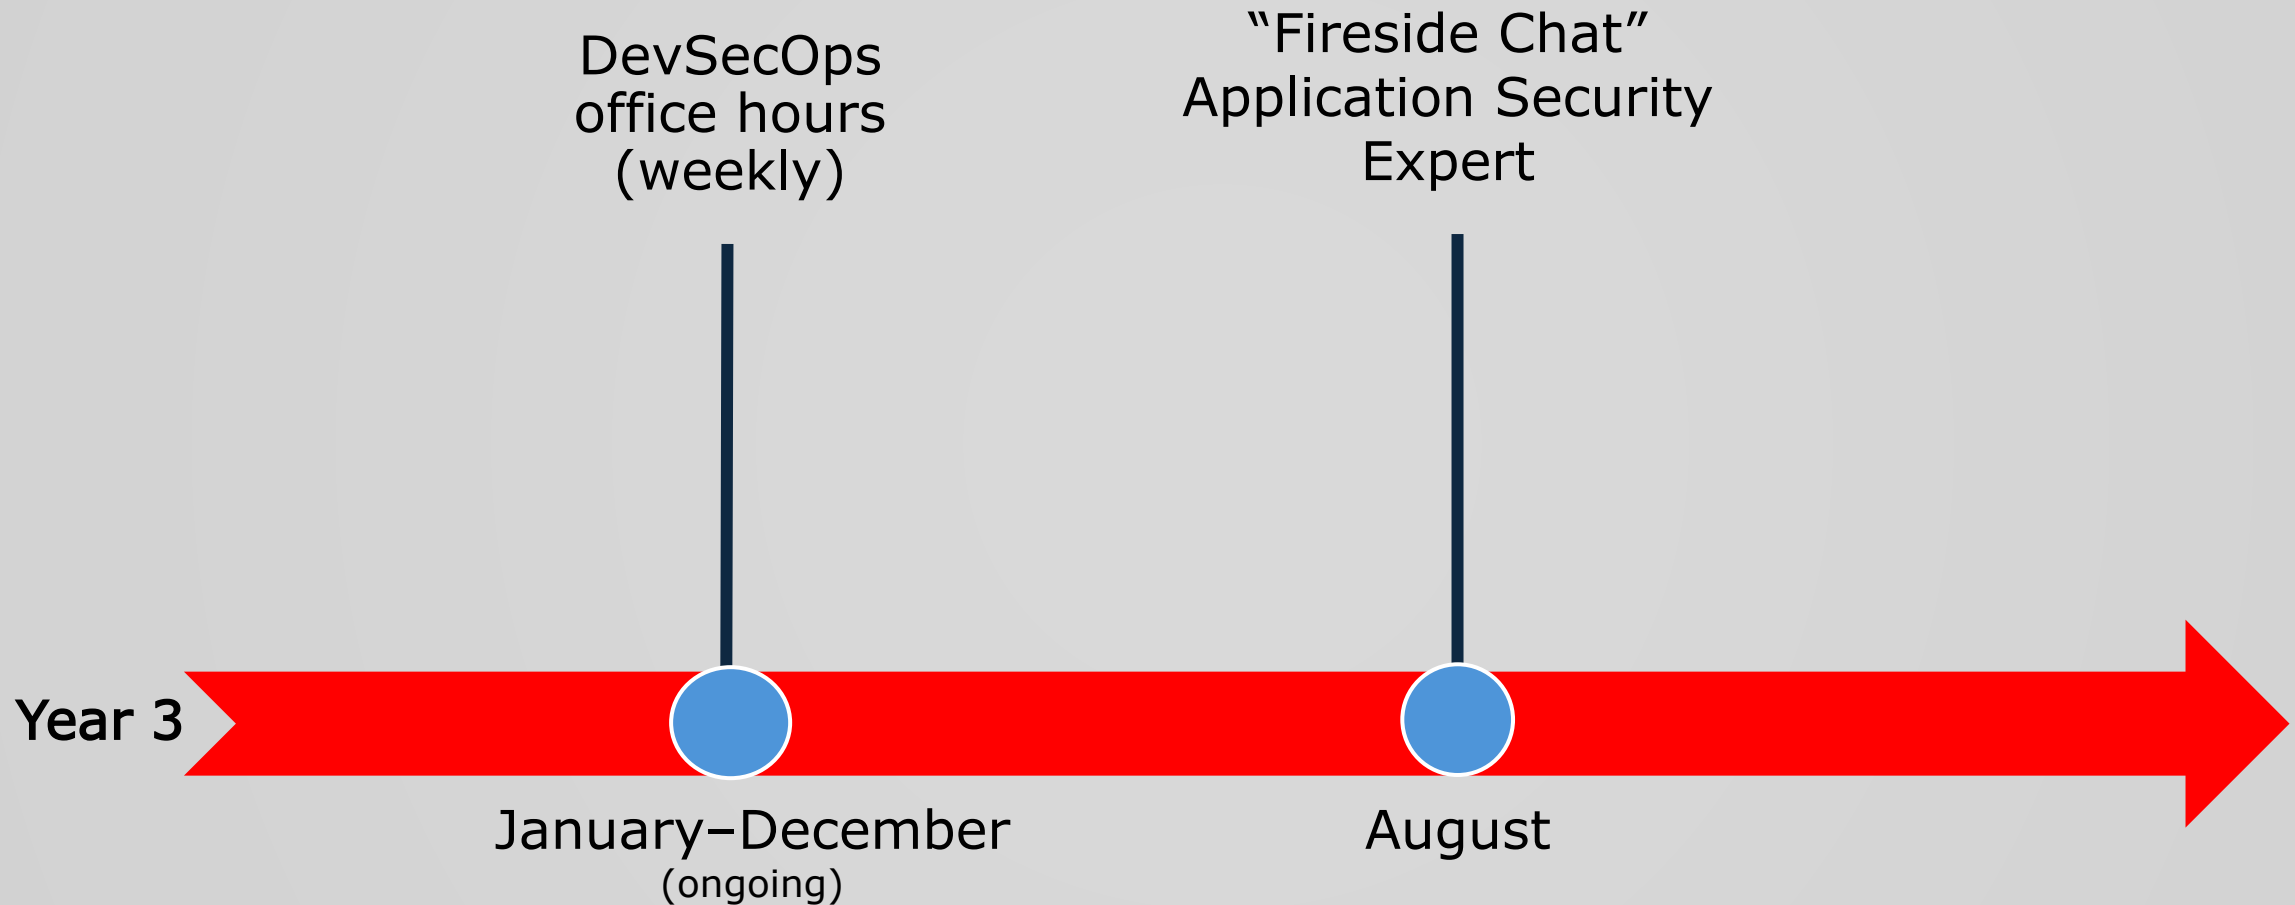 DevSecOps
office hours
(weekly)
“Fireside Chat”
Application Security
Expert
Year 3
January–December
(ongoing)
August